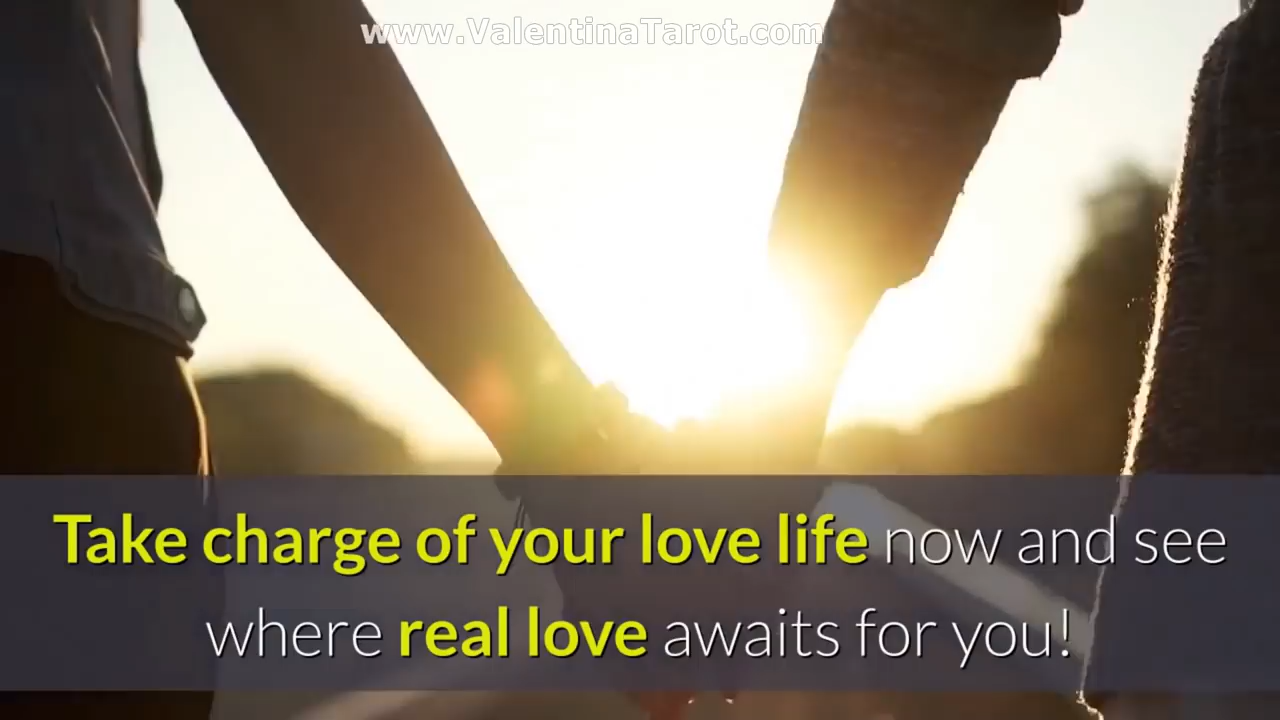 www.ValentinaTarot.com
Take charge of your love life now and see
where real love awaits for you!